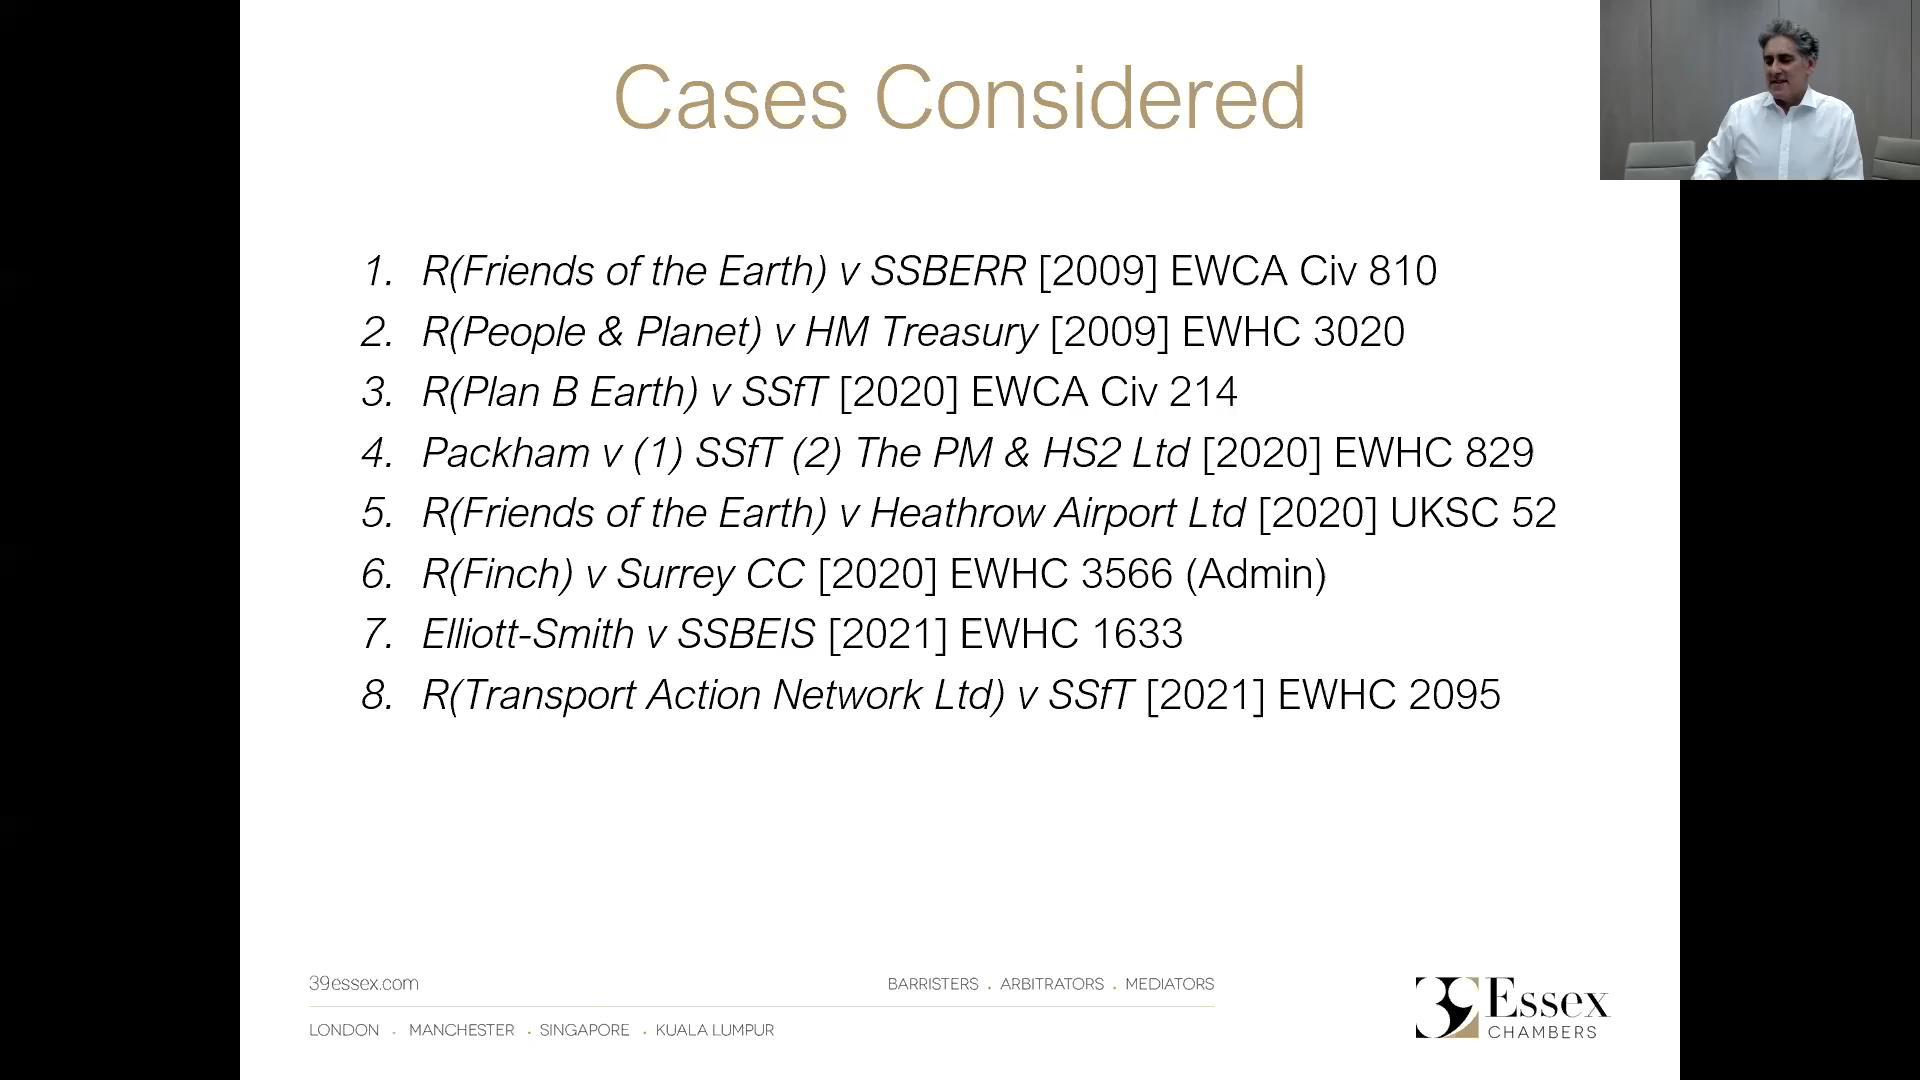 Cases Considered
1. R(Friends of the Earth) v SSBERR [2009] EWCA Civ 810
2. R(People & Planet) v HM Treasury [2009] EWHC 3020
3. R(Plan B Earth) v SSfT [2020] EWCA Civ 214
4. Packham v (1) SSfT (2) The PM & HS2 Ltd [2020] EWHC 829
5. R(Friends of the Earth) v Heathrow Airport Ltd [2020] UKSC 52
6. R(Finch) v Surrey CC [2020] EWHC 3566 (Admin)
7. Elliott-Smith v SSBEIS [2021] EWHC 1633
8. R(Transport Action Network Ltd) v SSfT [2021] EWHC 2095
39essex.com
BARRISTERS . ARBITRATORS . MEDIATORS
LONDON . MANCHESTER . SINGAPORE . KUALA LUMPUR
39 Essex
CHAMBERS